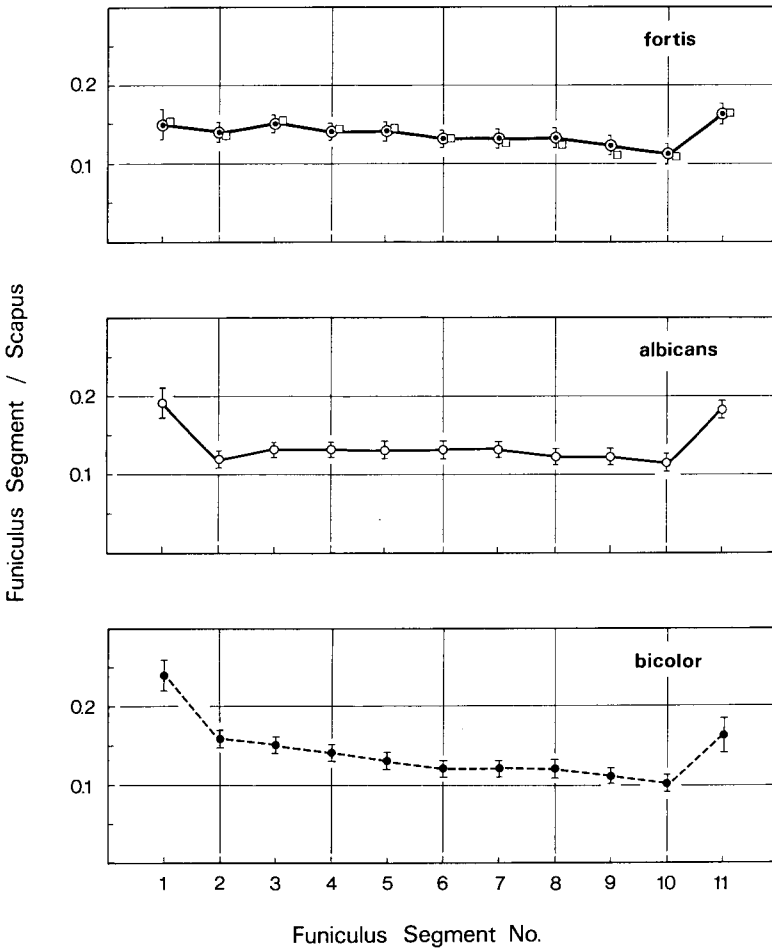 fortis
0.2
0.1
albicans
0.2
0.1
bicolor
0.2
0.1
Funiculus Segment / Scapus
1 2 3 4 5 6 7 8 9 10 11
Funiculus Segment No.